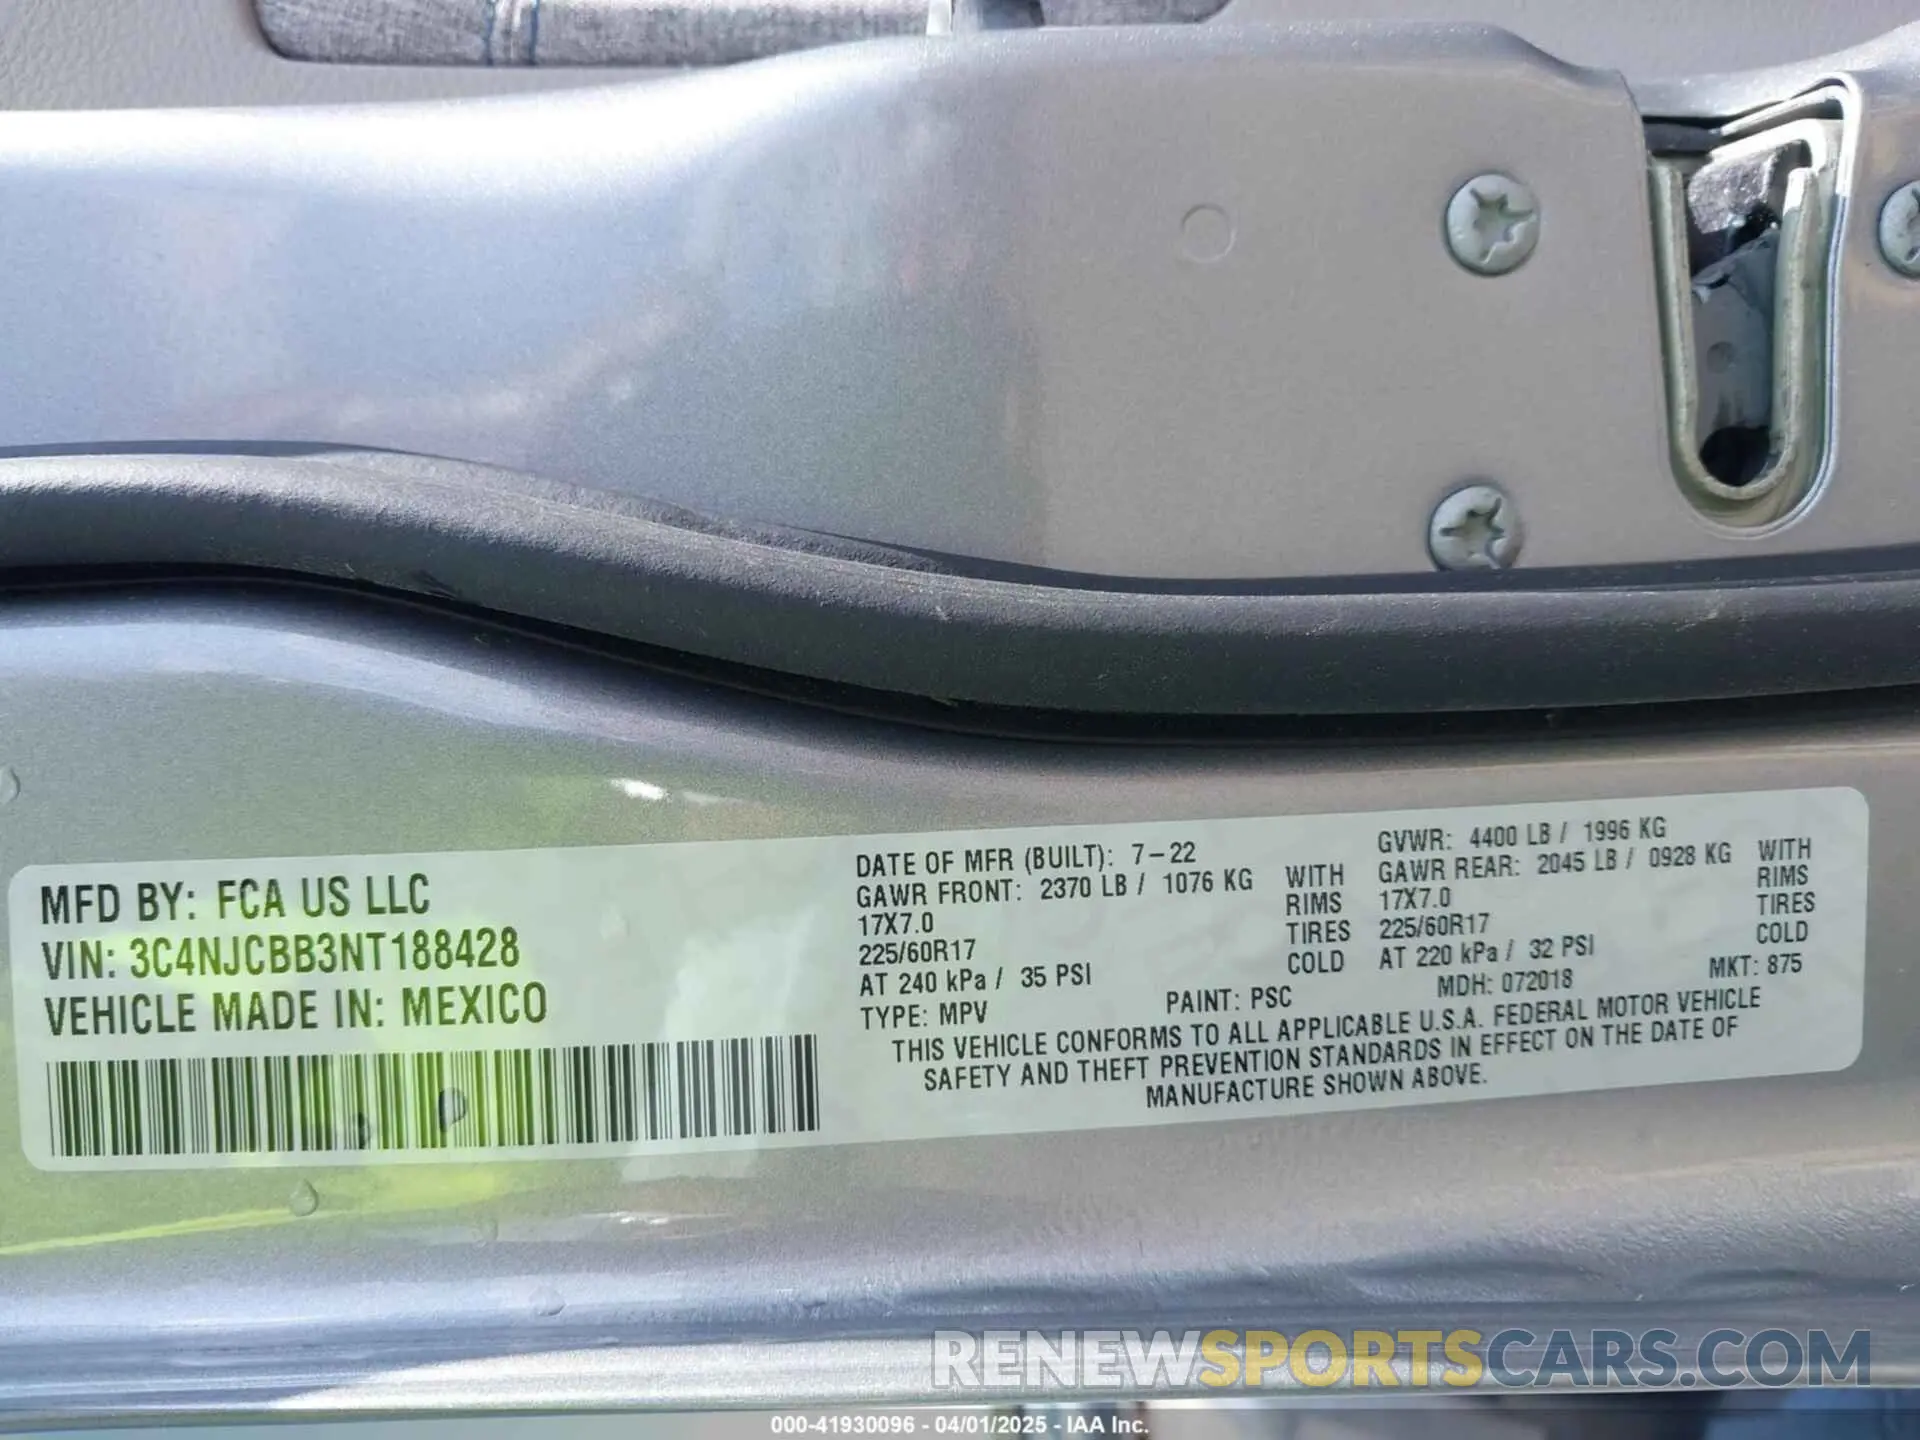 MFD BY: FCA US LLC
VIN: 3C4NJCBB3NT188428
VEHICLE MADE IN: MEXICO
DATE OF MFR (BUILT): 7-22
GAWR FRONT: 2370 LB / 1076 KG WITH
17X7.0 RIMS
225/60R17 TIRES
AT 240 kPa / 35 PSI COLD
GVWR: 4400 LB / 1996 KG
GAWR REAR: 2045 LB / 0928 KG WITH
17X7.0 RIMS
225/60R17 TIRES
AT 220 kPa / 32 PSI COLD
TYPE: MPV PAINT: PSC MDH: 072018 MKT: 875
THIS VEHICLE CONFORMS TO ALL APPLICABLE U.S.A. FEDERAL MOTOR VEHICLE
SAFETY AND THEFT PREVENTION STANDARDS IN EFFECT ON THE DATE OF
MANUFACTURE SHOWN ABOVE.
RENEWSPORTSCARS.COM
000-41930096 - 04/01/2025 - IAA Inc.